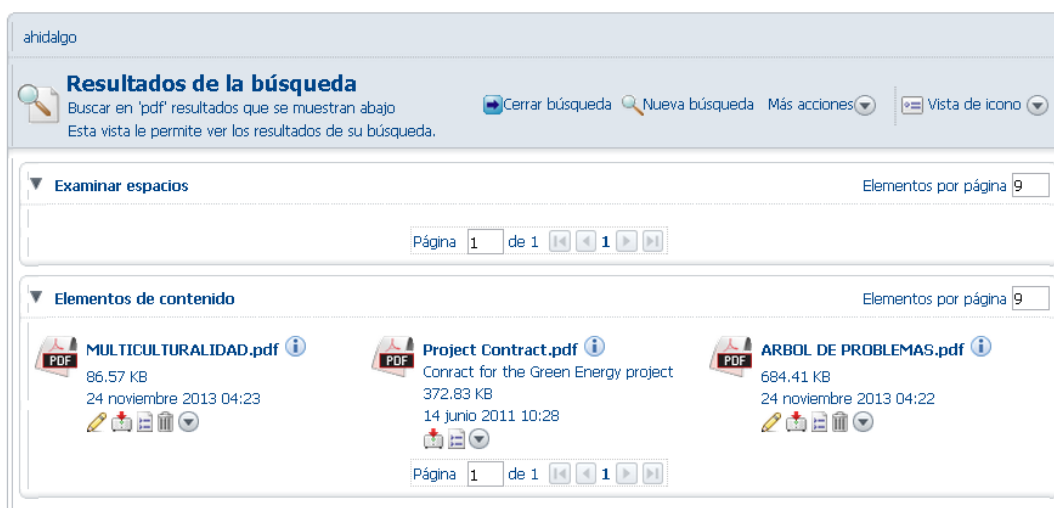 ahidalgo
Resultados de la búsqueda
Buscar en 'pdf' resultados que se muestran abajo
Esta vista le permite ver los resultados de su búsqueda.
Cerrar búsqueda Nueva búsqueda Más acciones Vista de icono
Examinar espacios Elementos por página 9
Página 1 de 1 1
Elementos de contenido Elementos por página 9
PDF MULTICULTURALIDAD.pdf
86.57 KB
24 noviembre 2013 04:23
PDF Project Contract.pdf
Conract for the Green Energy project
372.83 KB
14 junio 2011 10:28
PDF ARBOL DE PROBLEMAS.pdf
684.41 KB
24 noviembre 2013 04:22
Página 1 de 1 1